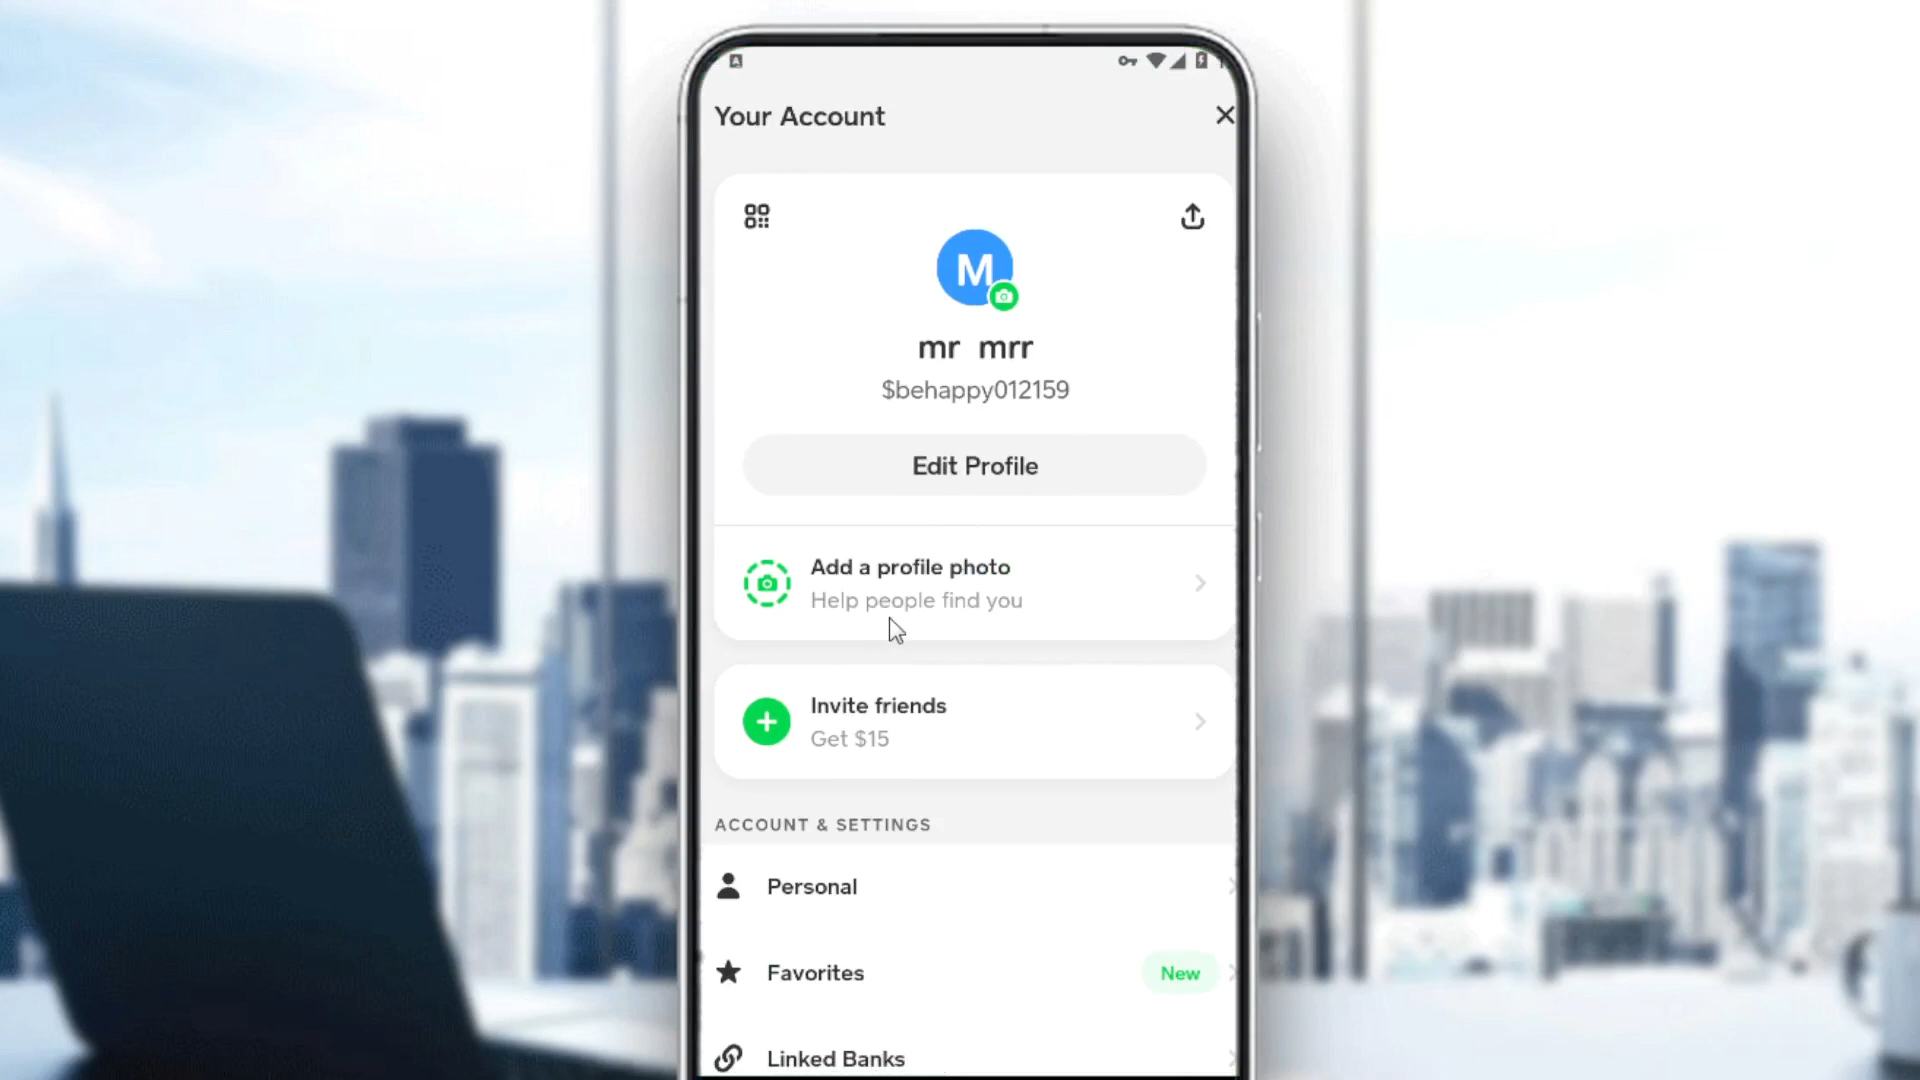 Your Account
M
mr mrr
$behappy012159
Edit Profile
Add a profile photo
Help people find you
Invite friends
Get $15
ACCOUNT & SETTINGS
Personal
Favorites
New
Linked Banks